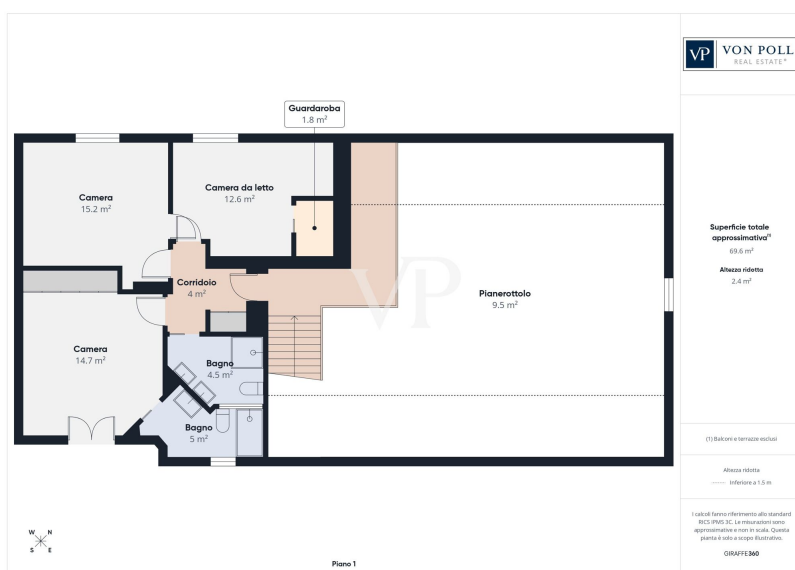 VP
VON POLL
REAL ESTATE®
Guardaroba
1.8 m²
Camera
15.2 m²
Camera da letto
12.6 m²
Corridoio
4 m²
VP
Pianerottolo
9.5 m²
Camera
14.7 m²
Bagno
4.5 m²
Bagno
5 m²
Superficie totale
approssimativa⁽¹⁾
69.6 m²
Altezza ridotta
2.4 m²
(1) Balconi e terrazze esclusi
Altezza ridotta
Inferiore a 1.5 m
I calcoli fanno riferimento allo standard
RICS IPMS 3C. Le misurazioni sono
approssimative e non in scala. Questa
pianta è solo a scopo illustrativo.
GIRAFFE360
W N
S E
Piano 1